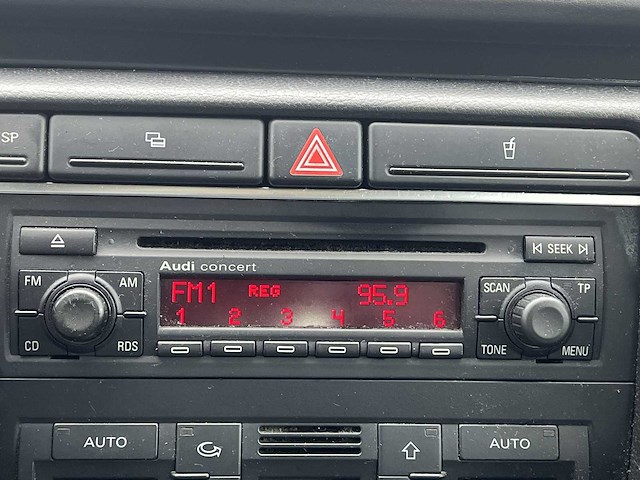 SP
SEEK
Audi concert
FM AM
FM1 REG 95.9
1 2 3 4 5 6
SCAN TP
CD RDS
TONE MENU
AUTO AUTO